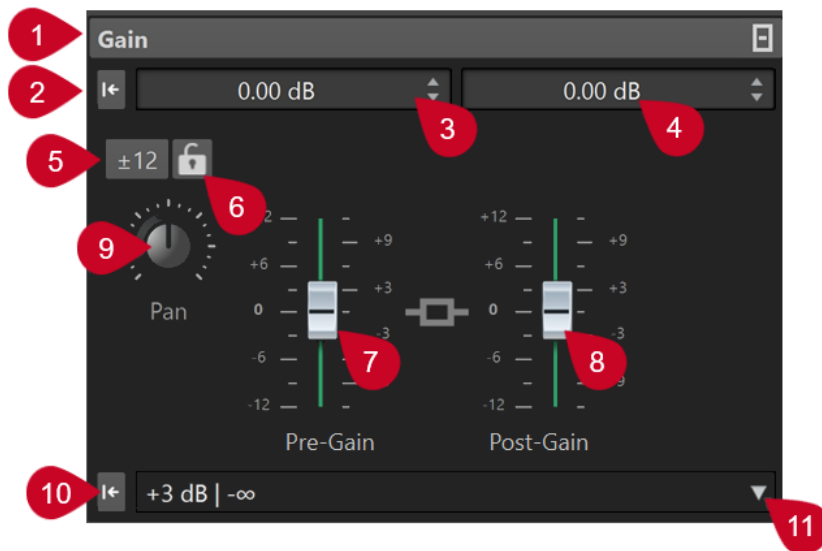 1 Gain
2 0.00 dB 3 0.00 dB 4
5 ±12 6
9 Pan
+12 +9 +6 +3 0 -3 -6 -12 7
+12 +9 +6 +3 0 -3 -6 -9 -12 8
Pre-Gain Post-Gain
10 +3 dB | -∞ 11